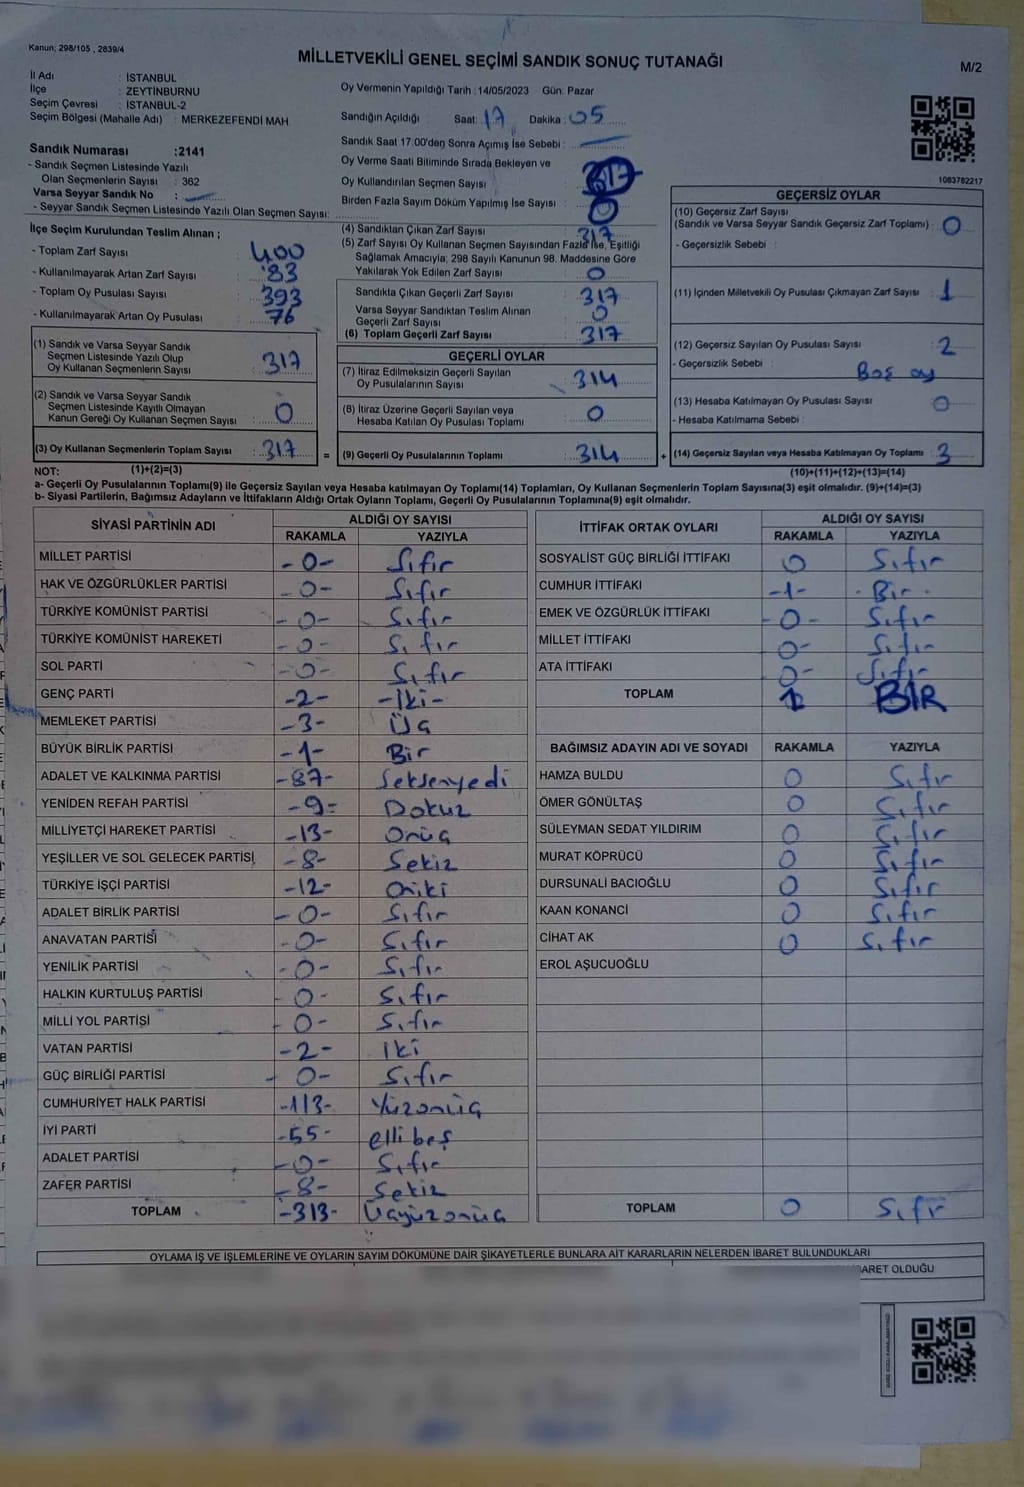 Kanun; 298/105 , 2839/4
MİLLETVEKİLİ GENEL SEÇİMİ SANDIK SONUÇ TUTANAĞI
M/2
İl Adı : İSTANBUL
İlçe : ZEYTİNBURNU
Seçim Çevresi : İSTANBUL-2
Seçim Bölgesi (Mahalle Adı) : MERKEZEFENDİ MAH.
Sandık Numarası :2141
- Sandık Seçmen Listesinde Yazılı
Olan Seçmenlerin Sayısı : 362
Varsa Seyyar Sandık No :
- Seyyar Sandık Seçmen Listesinde Yazılı Olan Seçmen Sayısı:
İlçe Seçim Kurulundan Teslim Alınan ;
- Toplam Zarf Sayısı : 400
- Kullanılmayarak Artan Zarf Sayısı : 83
- Toplam Oy Pusulası Sayısı : 393
- Kullanılmayarak Artan Oy Pusulası : 76
(1) Sandık ve Varsa Seyyar Sandık
Seçmen Listesinde Yazılı Olup
Oy Kullanan Seçmenlerin Sayısı : 317
(2) Sandık ve Varsa Seyyar Sandık
Seçmen Listesinde Kayıtlı Olmayan
Kanun Gereği Oy Kullanan Seçmen Sayısı : 0
(3) Oy Kullanan Seçmenlerin Toplam Sayısı : 317
Oy Vermenin Yapıldığı Tarih :14/05/2023 Gün: Pazar
Sandığın Açıldığı Saat: 17 Dakika : 05
Sandık Saat 17.00'den Sonra Açımış İse Sebebi :
Oy Verme Saati Bitiminde Sırada Bekleyen ve
Oy Kullandırılan Seçmen Sayısı :
Birden Fazla Sayım Döküm Yapılmış İse Sayısı : 0
(4) Sandıktan Çıkan Zarf Sayısı : 317
(5) Zarf Sayısı Oy Kullanan Seçmen Sayısından Fazla İse, Eşitliği
Sağlamak Amacıyla; 298 Sayılı Kanunun 98. Maddesine Göre
Yakılarak Yok Edilen Zarf Sayısı : 0
Sandıkta Çıkan Geçerli Zarf Sayısı : 317
Varsa Seyyar Sandıktan Teslim Alınan
Geçerli Zarf Sayısı : 0
(6) Toplam Geçerli Zarf Sayısı : 317
GEÇERLİ OYLAR
(7) İtiraz Edilmeksizin Geçerli Sayılan
Oy Pusulalarının Sayısı : 314
(8) İtiraz Üzerine Geçerli Sayılan veya
Hesaba Katılan Oy Pusulası Toplamı : 0
= (9) Geçerli Oy Pusulalarının Toplamı : 314
1083782217
GEÇERSİZ OYLAR
(10) Geçersiz Zarf Sayısı
(Sandık ve Varsa Seyyar Sandık Geçersiz Zarf Toplamı) : 0
- Geçersizlik Sebebi :
(11) İçinden Milletvekili Oy Pusulası Çıkmayan Zarf Sayısı : 1
(12) Geçersiz Sayılan Oy Pusulası Sayısı : 2
- Geçersizlik Sebebi : Boş oy
(13) Hesaba Katılmayan Oy Pusulası Sayısı : 0
- Hesaba Katılmama Sebebi :
+ (14) Geçersiz Sayılan veya Hesaba Katılmayan Oy Toplamı : 3
NOT: (1)+(2)=(3)
(10)+(11)+(12)+(13)=(14)
a- Geçerli Oy Pusulalarının Toplamı(9) ile Geçersiz Sayılan veya Hesaba katılmayan Oy Toplamı(14) Toplamları, Oy Kullanan Seçmenlerin Toplam Sayısına(3) eşit olmalıdır. (9)+(14)=(3)
b- Siyasi Partilerin, Bağımsız Adayların ve İttifakların Aldığı Ortak Oyların Toplamı, Geçerli Oy Pusulalarının Toplamına(9) eşit olmalıdır.
SİYASİ PARTİNİN ADI
ALDIĞI OY SAYISI
RAKAMLA YAZIYLA
MİLLET PARTİSİ -0- Sıfır
HAK VE ÖZGÜRLÜKLER PARTİSİ -0- Sıfır
TÜRKİYE KOMÜNİST PARTİSİ -0- Sıfır
TÜRKİYE KOMÜNİST HAREKETİ -0- Sıfır
SOL PARTİ -0- Sıfır
GENÇ PARTİ -2- -İki-
MEMLEKET PARTİSİ -3- Üç
BÜYÜK BİRLİK PARTİSİ -1- Bir
ADALET VE KALKINMA PARTİSİ -87- Seksenyedi
YENİDEN REFAH PARTİSİ -9- Dokuz
MİLLİYETÇİ HAREKET PARTİSİ -13- Onüç
YEŞİLLER VE SOL GELECEK PARTİSİ -8- Sekiz
TÜRKİYE İŞÇİ PARTİSİ -12- Oniki
ADALET BİRLİK PARTİSİ -0- Sıfır
ANAVATAN PARTİSİ -0- Sıfır
YENİLİK PARTİSİ -0- Sıfır
HALKIN KURTULUŞ PARTİSİ -0- Sıfır
MİLLİ YOL PARTİSİ -0- Sıfır
VATAN PARTİSİ -2- iki
GÜÇ BİRLİĞİ PARTİSİ -0- Sıfır
CUMHURİYET HALK PARTİSİ -113- Yüzonüç
İYİ PARTİ -55- ellibeş
ADALET PARTİSİ -0- Sıfır
ZAFER PARTİSİ -8- Sekiz
TOPLAM -313- Üçyüzonüç
İTTİFAK ORTAK OYLARI
ALDIĞI OY SAYISI
RAKAMLA YAZIYLA
SOSYALİST GÜÇ BİRLİĞİ İTTİFAKI 0 Sıfır
CUMHUR İTTİFAKI -1- Bir
EMEK VE ÖZGÜRLÜK İTTİFAKI -0- Sıfır
MİLLET İTTİFAKI 0- Sıfır
ATA İTTİFAKI 0- Sıfır
TOPLAM 1 BİR
BAĞIMSIZ ADAYIN ADI VE SOYADI RAKAMLA YAZIYLA
HAMZA BULDU 0 Sıfır
ÖMER GÖNÜLTAŞ 0 Sıfır
SÜLEYMAN SEDAT YILDIRIM 0 Sıfır
MURAT KÖPRÜCÜ 0 Sıfır
DURSUNALİ BACIOĞLU 0 Sıfır
KAAN KONANCİ 0 Sıfır
CİHAT AK 0 Sıfır
EROL AŞUCUOĞLU
TOPLAM 0 Sıfır
OYLAMA İŞ VE İŞLEMLERİNE VE OYLARIN SAYIM DÖKÜMÜNE DAİR ŞİKAYETLERLE BUNLARA AİT KARARLARIN NELERDEN İBARET BULUNDUKLARI
BARET OLDUĞU